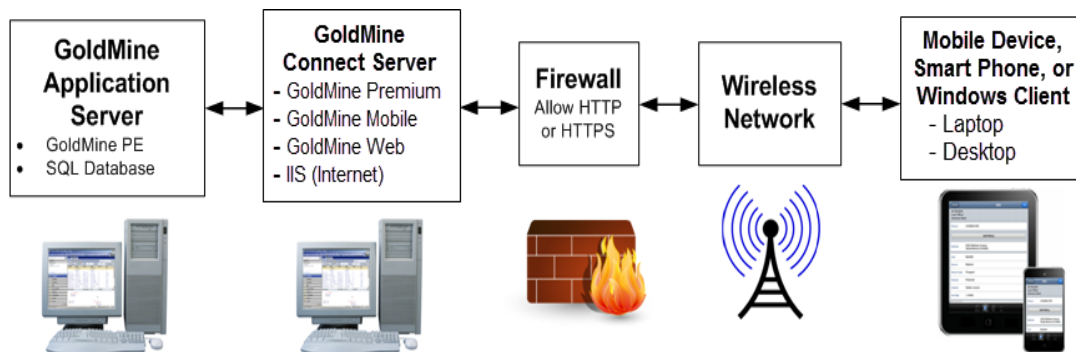 GoldMine
Application
Server
• GoldMine PE
• SQL Database
GoldMine
Connect Server
- GoldMine Premium
- GoldMine Mobile
- GoldMine Web
- IIS (Internet)
Firewall
Allow HTTP
or HTTPS
Wireless
Network
Mobile Device,
Smart Phone, or
Windows Client
- Laptop
- Desktop